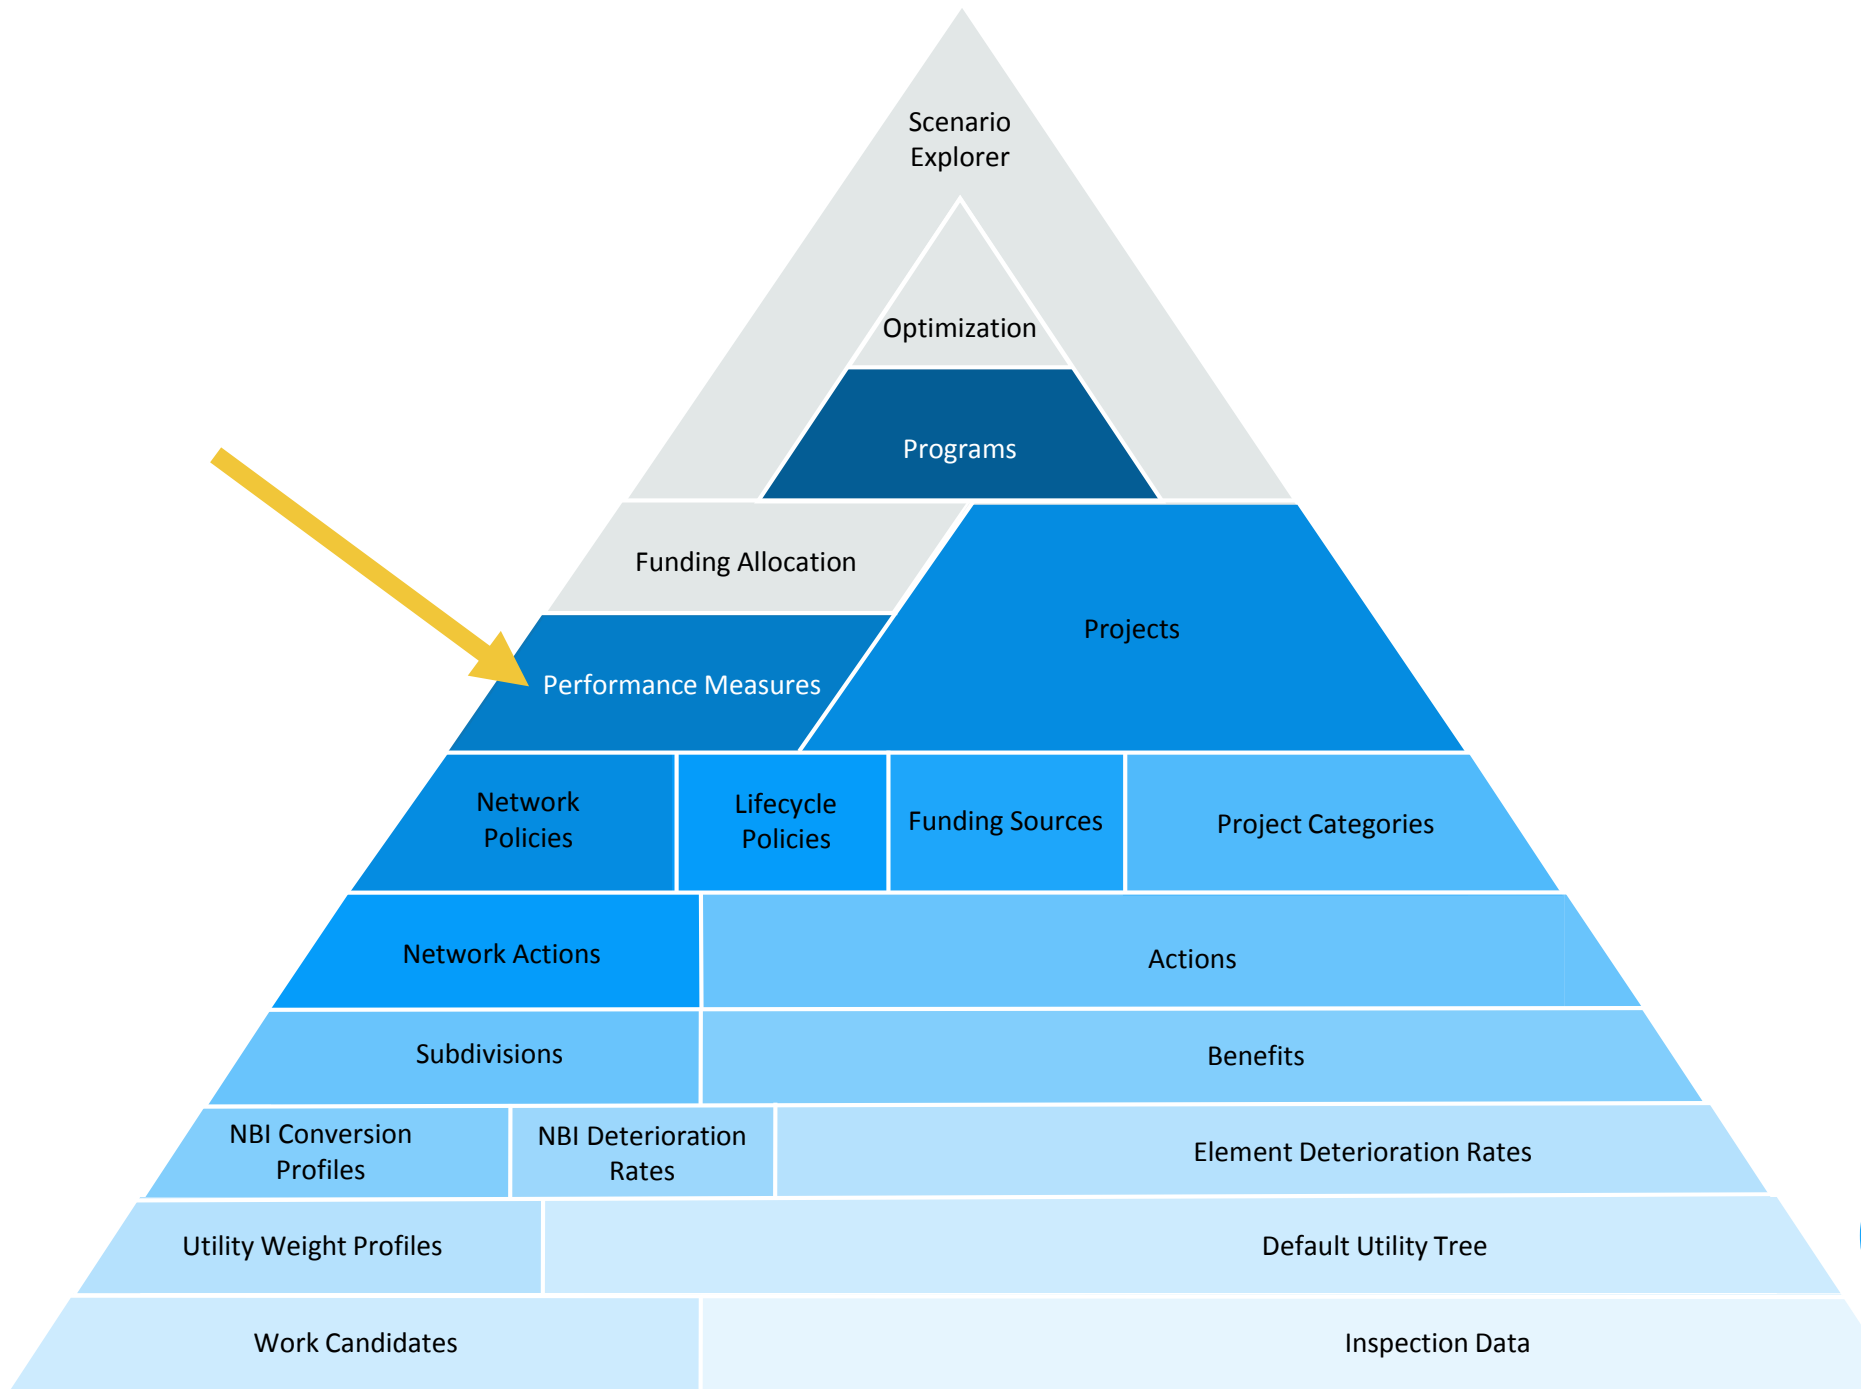 Scenario
Explorer
Optimization
Programs
Funding Allocation
Projects
Performance Measures
Network
Policies
Lifecycle
Policies
Funding Sources
Project Categories
Network Actions
Actions
Subdivisions
Benefits
NBI Conversion
Profiles
NBI Deterioration
Rates
Element Deterioration Rates
Utility Weight Profiles
Default Utility Tree
Work Candidates
Inspection Data